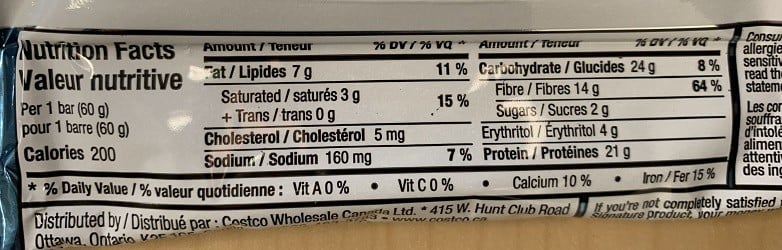 Nutrition Facts
Valeur nutritive
Per 1 bar (60 g)
pour 1 barre (60 g)
Calories 200
Amount / Teneur % DV / % VQ *
Fat / Lipides 7 g 11 %
Saturated / saturés 3 g
+ Trans / trans 0 g 15 %
Cholesterol / Cholestérol 5 mg
Sodium / Sodium 160 mg 7 %
Amount / Teneur % DV / % VQ *
Carbohydrate / Glucides 24 g 8 %
Fibre / Fibres 14 g 64 %
Sugars / Sucres 2 g
Erythritol / Érythritol 4 g
Protein / Protéines 21 g
* % Daily Value / % valeur quotidienne : Vit A 0 % • Vit C 0 % • Calcium 10 % • Iron / Fer 15 %
Distributed by / Distribué par : Costco Wholesale Canada Ltd. * 415 W. Hunt Club Road
Ottawa, Ontario
If you're not completely satisfied
Signature product, your
Consu
allergie
sensitiv
read th
statem
Les cor
souffra
d'intolé
alimen
attenti
des ing